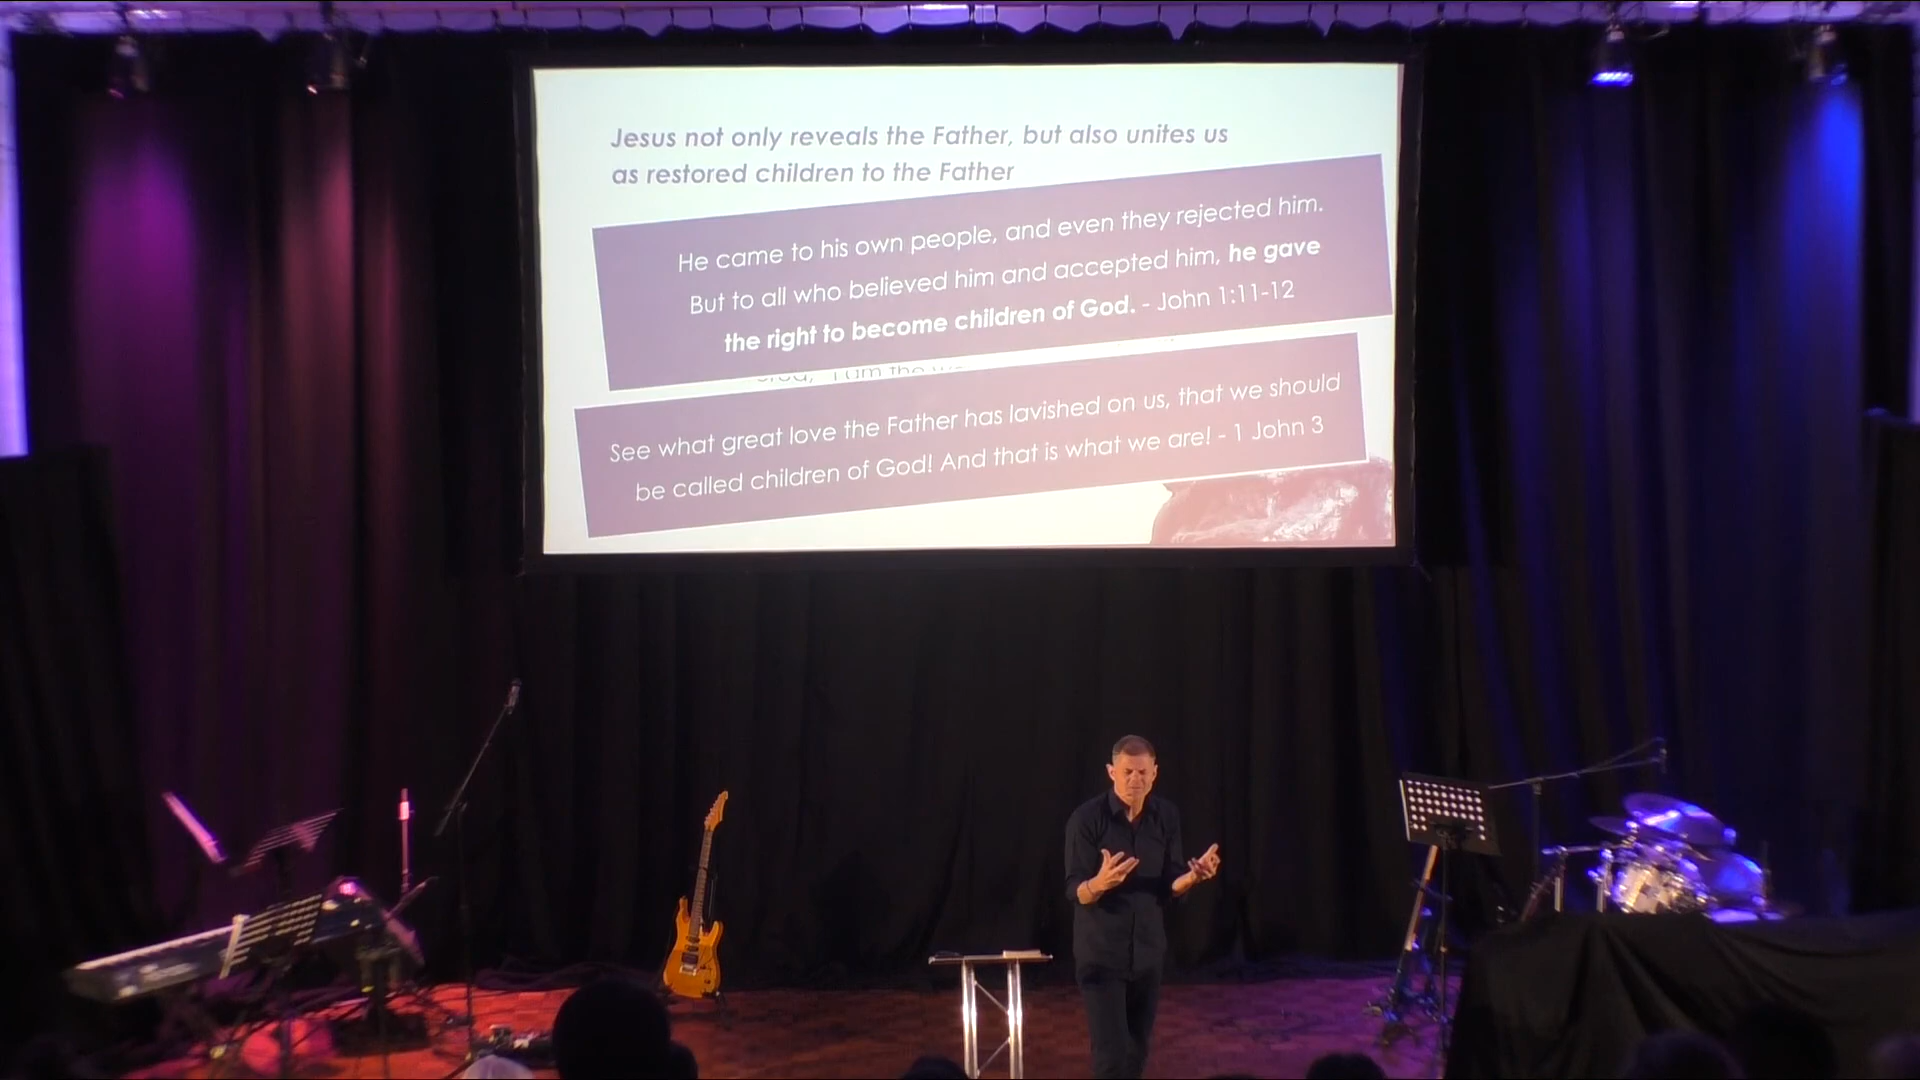 Jesus not only reveals the Father, but also unites us
as restored children to the Father
He came to his own people, and even they rejected him.
But to all who believed him and accepted him, he gave
the right to become children of God. - John 1:11-12
I am the
See what great love the Father has lavished on us, that we should
be called children of God! And that is what we are! - 1 John 3